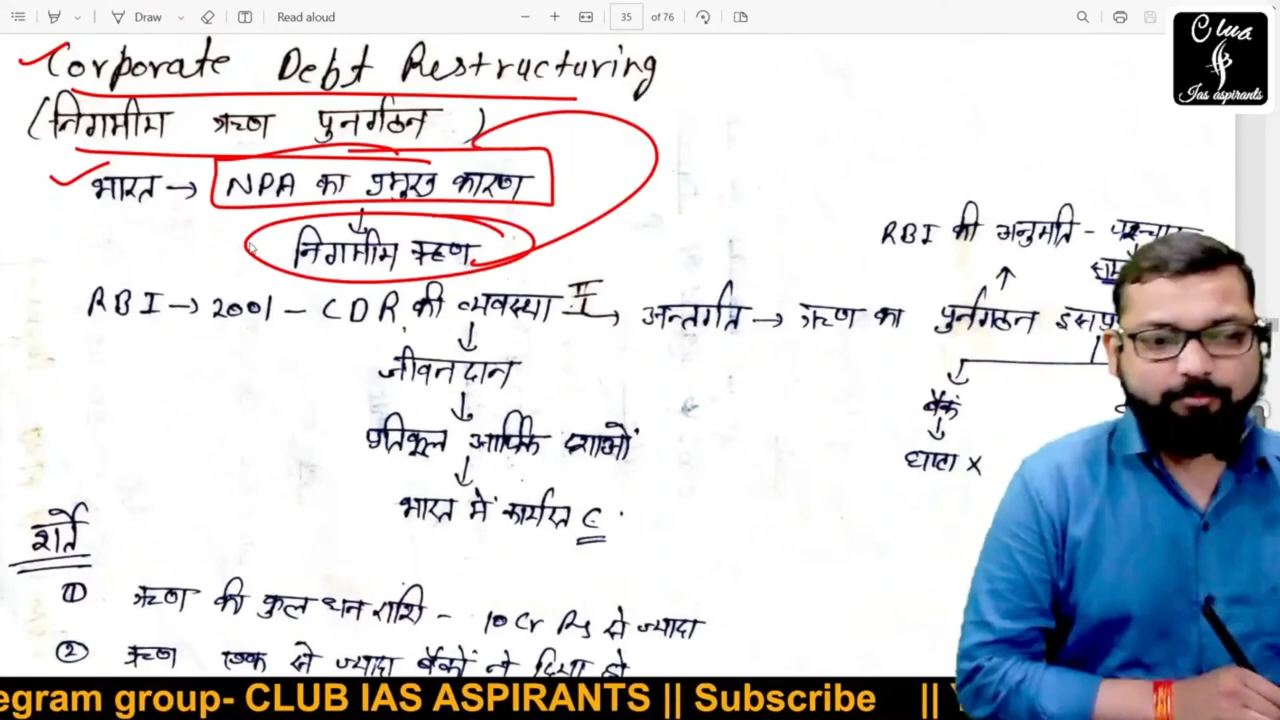 Draw
Read aloud
35
of 76
Clua
Ias aspirants
Corporate Debt Restructuring
(निगमीय ऋण पुनर्गठन)
भारत → NPA का प्रमुख कारण
↓
निगमीय ऋण
RBI की अनुमति -
RBI → 2001 - CDR की व्यवस्था II → अन्तर्गत → ऋण का पुर्नगठन
↓
जीवनदान
↓
बैंकं
प्रतिकूल आर्थिक दशाओं
↓
घाटा X
भारत में कार्यरत C.
शर्ते
① ऋण की कुल धनराशि - 10 Cr Rs से ज्यादा
② ऋण एक से ज्यादा बैंकों ने दिया हो
egram group- CLUB IAS ASPIRANTS || Subscribe ||